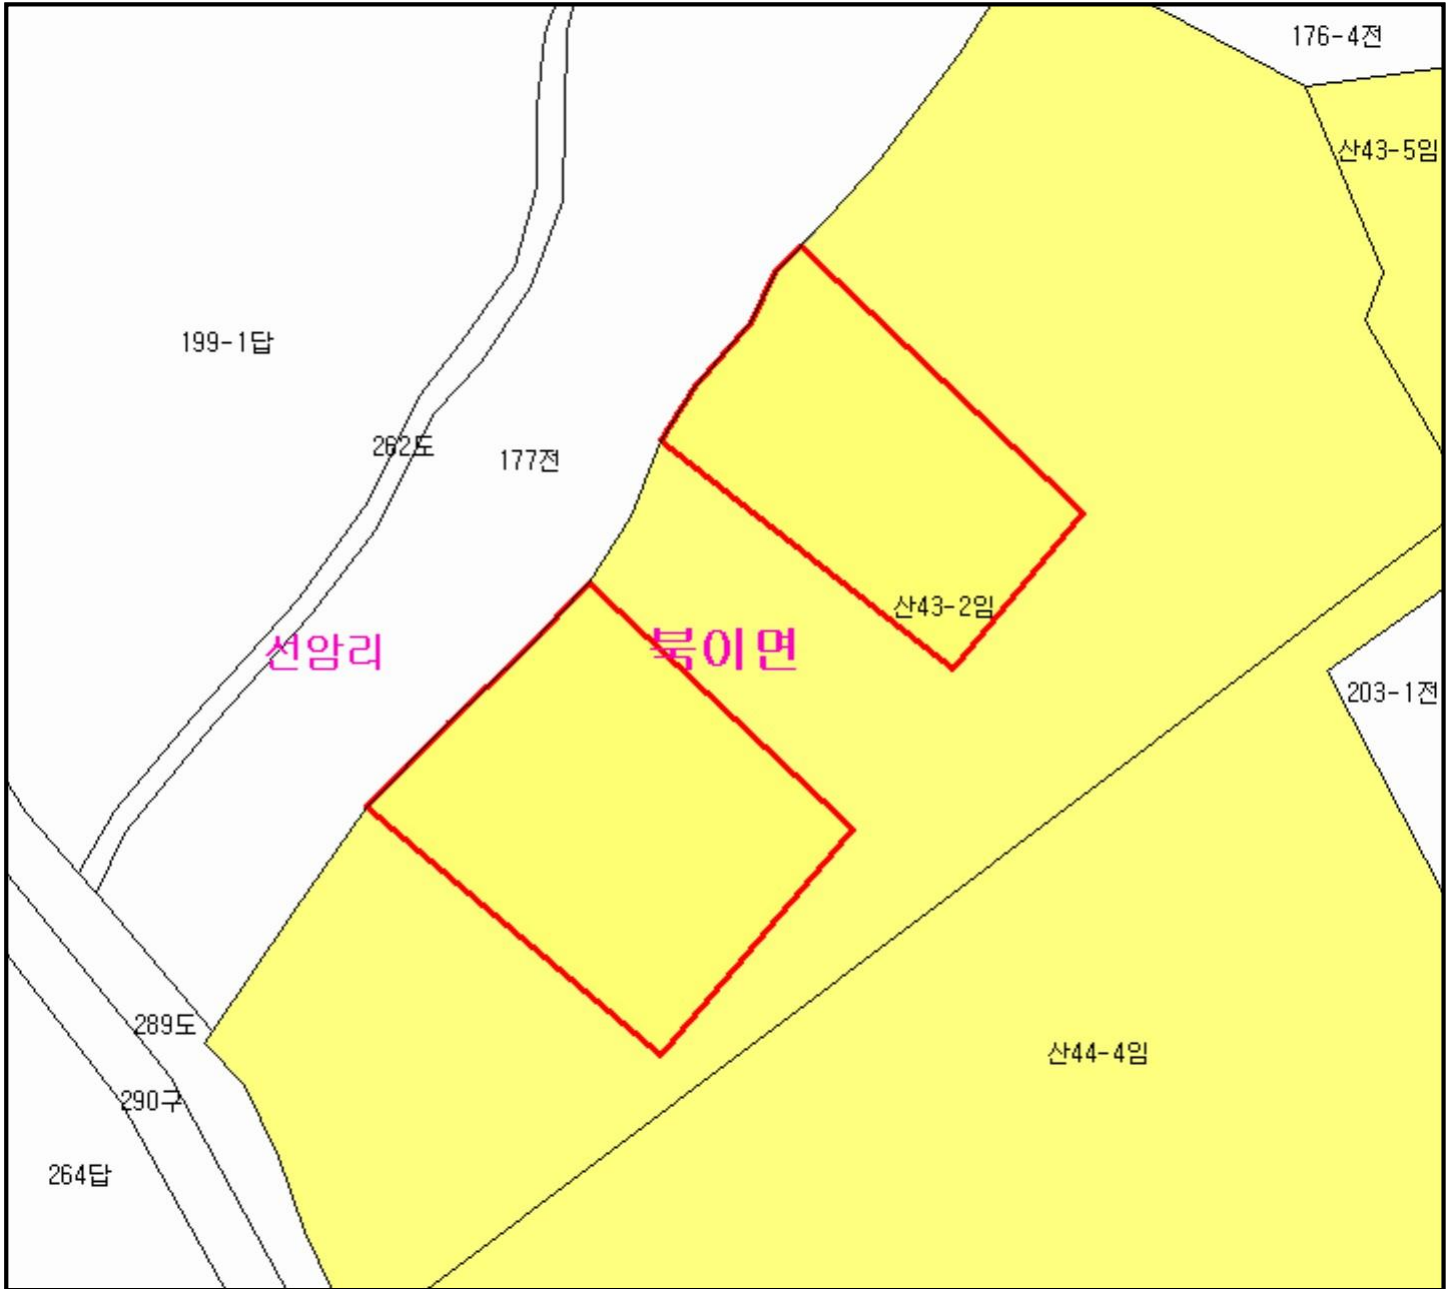 176-4전
산43-5임
199-1답
262도
177전
산43-2임
선암리
북이면
203-1전
289도
산44-4임
290구
264답